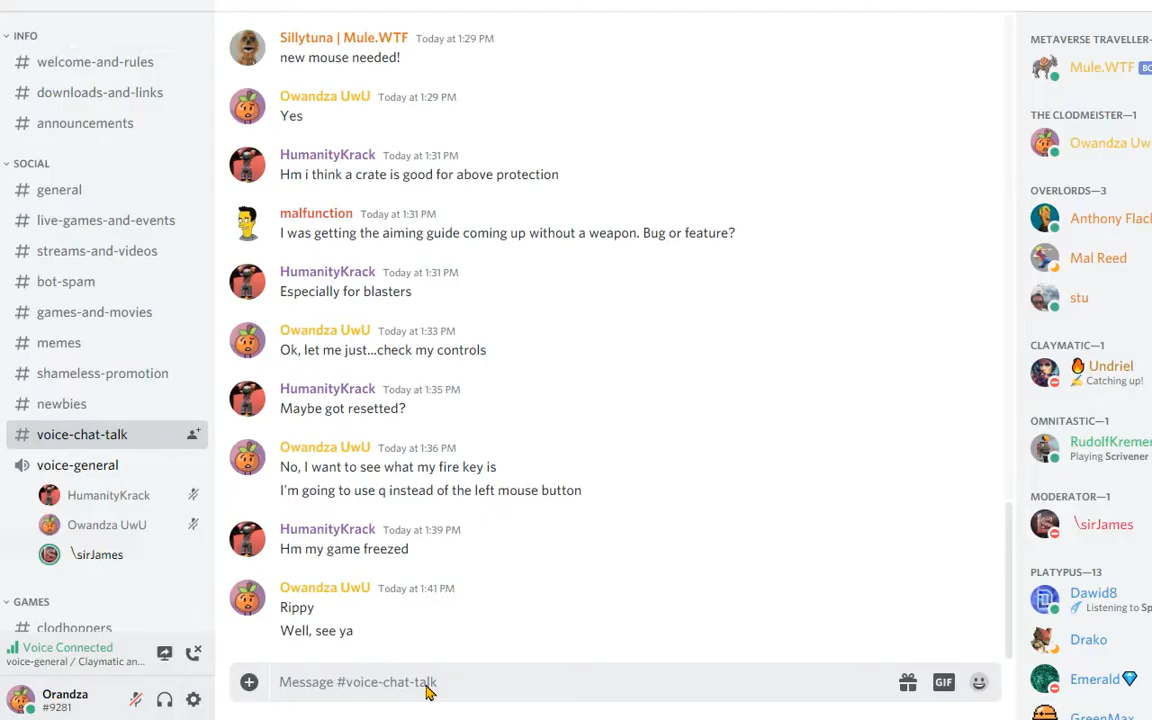 INFO
# welcome-and-rules
# downloads-and-links
# announcements
SOCIAL
# general
# live-games-and-events
# streams-and-videos
# bot-spam
# games-and-movies
# memes
# shameless-promotion
# newbies
# voice-chat-talk
voice-general
HumanityKrack
Owandza UwU
\sirJames
GAMES
# clodhoppers
Voice Connected
voice-general / Claymatic an...
Orandza
#9281
Sillytuna | Mule.WTF Today at 1:29 PM
new mouse needed!
Owandza UwU Today at 1:29 PM
Yes
HumanityKrack Today at 1:31 PM
Hm i think a crate is good for above protection
malfunction Today at 1:31 PM
I was getting the aiming guide coming up without a weapon. Bug or feature?
HumanityKrack Today at 1:31 PM
Especially for blasters
Owandza UwU Today at 1:33 PM
Ok, let me just...check my controls
HumanityKrack Today at 1:35 PM
Maybe got resetted?
Owandza UwU Today at 1:36 PM
No, I want to see what my fire key is
I'm going to use q instead of the left mouse button
HumanityKrack Today at 1:39 PM
Hm my game freezed
Owandza UwU Today at 1:41 PM
Rippy
Well, see ya
Message #voice-chat-talk
GIF
METAVERSE TRAVELLER—
Mule.WTF BO
THE CLODMEISTER—1
Owandza Uw
OVERLORDS—3
Anthony Flac
Mal Reed
stu
CLAYMATIC—1
Undriel
Catching up!
OMNITASTIC—1
RudolfKreme
Playing Scrivener
MODERATOR—1
\sirJames
PLATYPUS—13
Dawid8
Listening to Sp
Drako
Emerald
GreenMax